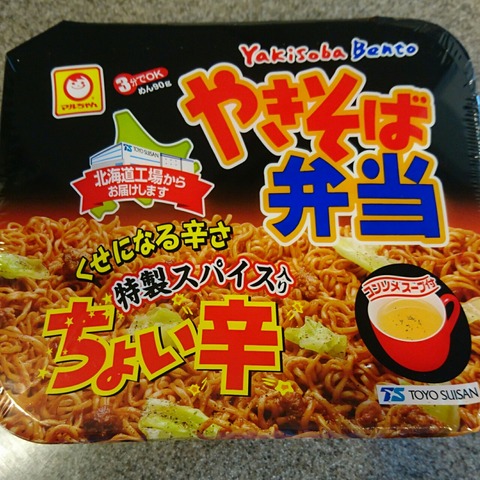 Yakisoba Bento
マルちゃん
3分でOK
めん90g
やきそば
弁当
TOYO SUISAN
北海道工場から
お届けします
くせになる辛さ
特製スパイス入り
ちょい辛
コンソメスープ付
TS TOYO SUISAN